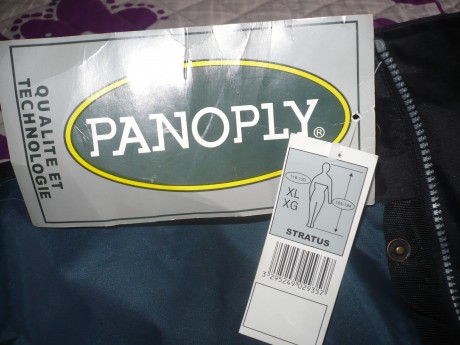 QUALITE ET
TECHNOLOGIE
PANOPLY®
XL
XG
STRATUS